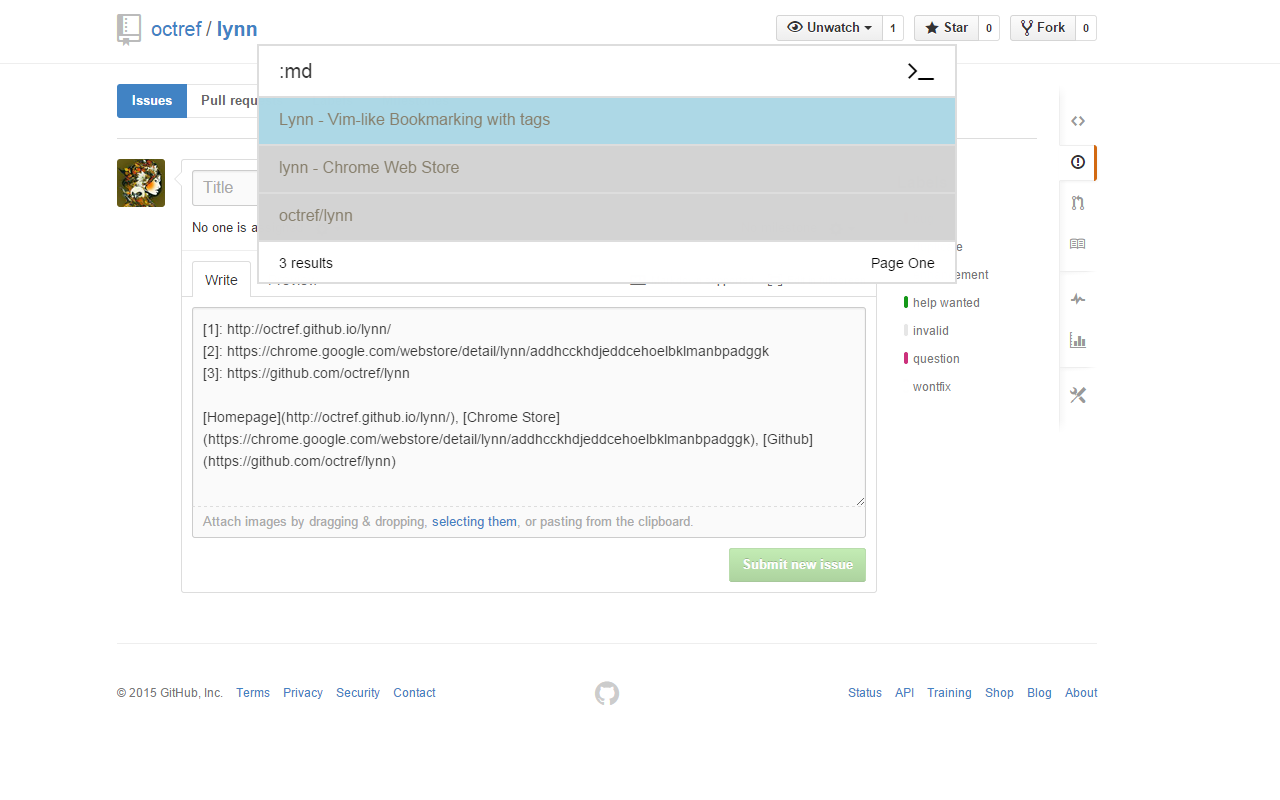 octref / lynn
Unwatch 1 Star 0 Fork 0
:md
Issues Pull requ
Lynn - Vim-like Bookmarking with tags
lynn - Chrome Web Store
Title
octref/lynn
No one is a
3 results Page One
Write
help wanted
invalid
question
wontfix
[1]: http://octref.github.io/lynn/
[2]: https://chrome.google.com/webstore/detail/lynn/addhcckhdjeddcehoelbklmanbpadggk
[3]: https://github.com/octref/lynn
[Homepage](http://octref.github.io/lynn/), [Chrome Store]
(https://chrome.google.com/webstore/detail/lynn/addhcckhdjeddcehoelbklmanbpadggk), [Github]
(https://github.com/octref/lynn)
Attach images by dragging & dropping, selecting them, or pasting from the clipboard.
Submit new issue
© 2015 GitHub, Inc. Terms Privacy Security Contact
Status API Training Shop Blog About